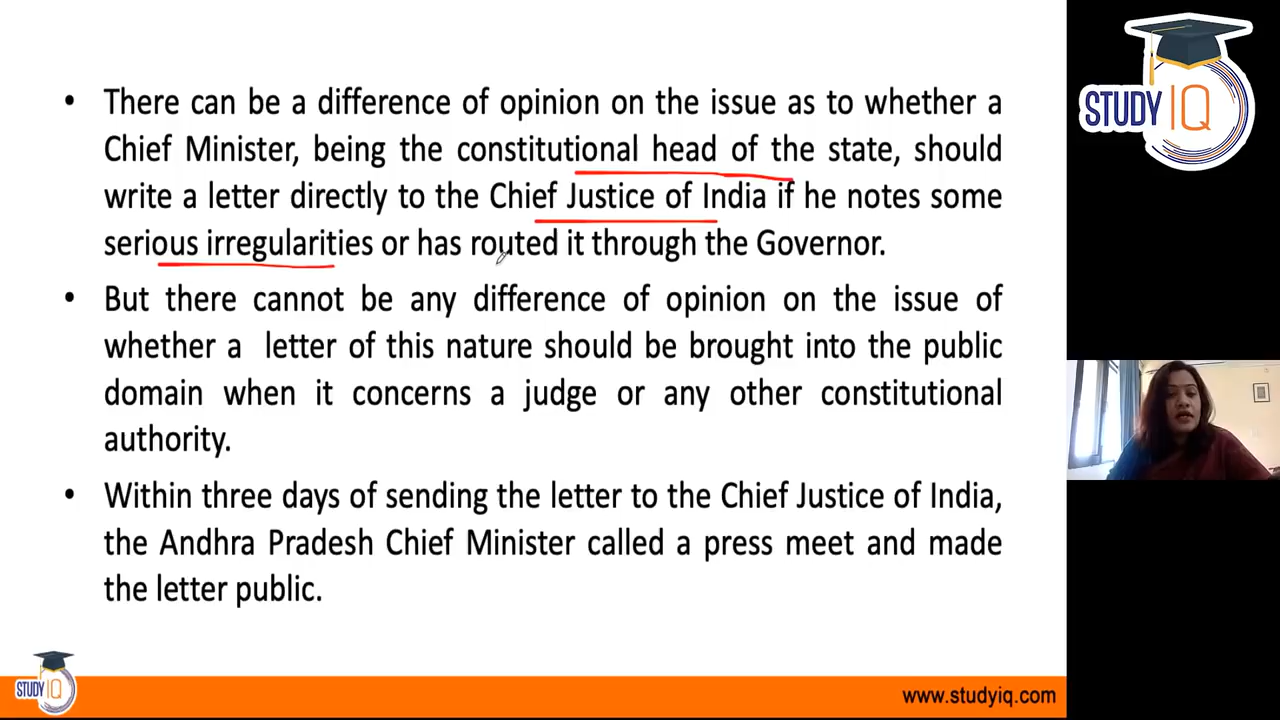 • There can be a difference of opinion on the issue as to whether a
Chief Minister, being the constitutional head of the state, should
write a letter directly to the Chief Justice of India if he notes some
serious irregularities or has routed it through the Governor.
• But there cannot be any difference of opinion on the issue of
whether a letter of this nature should be brought into the public
domain when it concerns a judge or any other constitutional
authority.
• Within three days of sending the letter to the Chief Justice of India,
the Andhra Pradesh Chief Minister called a press meet and made
the letter public.
STUDY IQ
STUDY IQ
www.studyiq.com